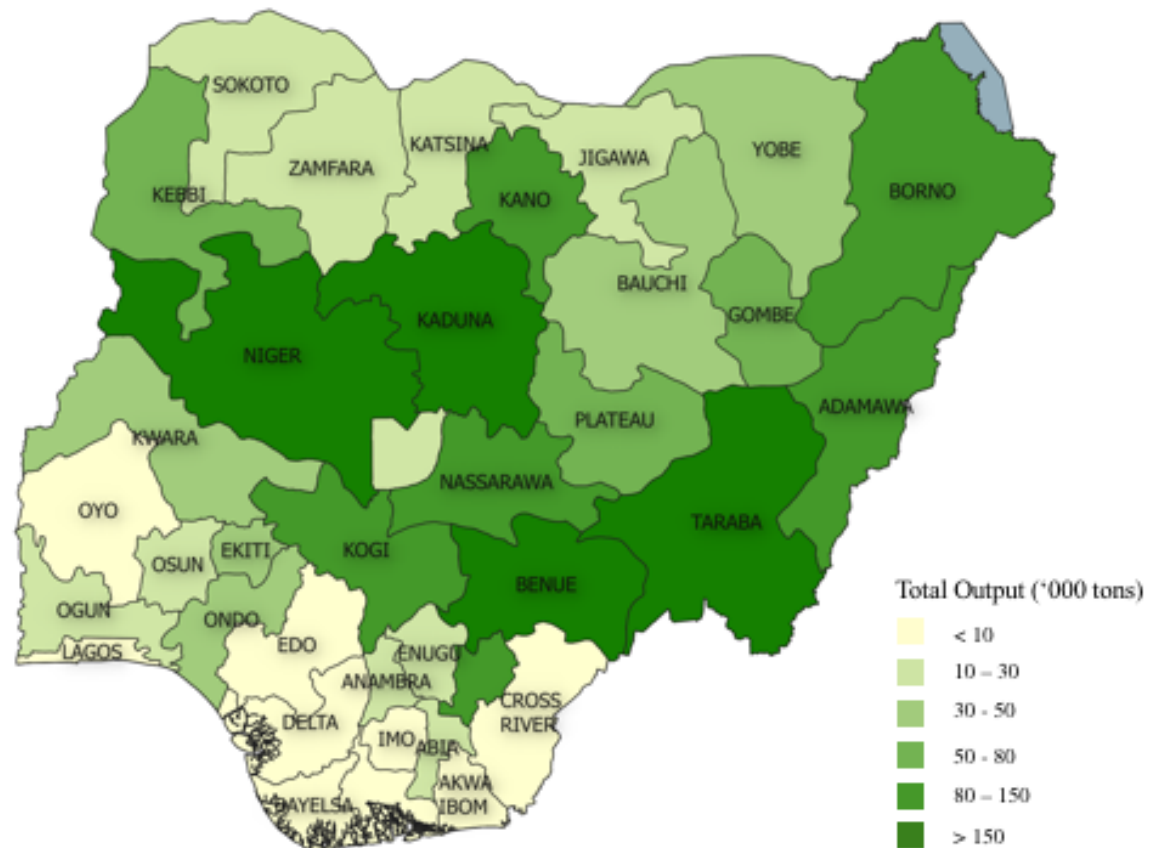 SOKOTO
KATSINA
ZAMFARA
JIGAWA
YOBE
KEBBI
KANO
BORNO
BAUCHI
GOMBE
KADUNA
NIGER
ADAMAWA
PLATEAU
KWARA
NASSARAWA
OYO
TARABA
KOGI
EKITI
OSUN
BENUE
OGUN
ONDO
EDO
LAGOS
ENUGU
ANAMBRA
CROSS
RIVER
DELTA
IMO
ABIA
AKWA
IBOM
BAYELSA
Total Output (‘000 tons)
< 10
10 – 30
30 - 50
50 - 80
80 – 150
> 150